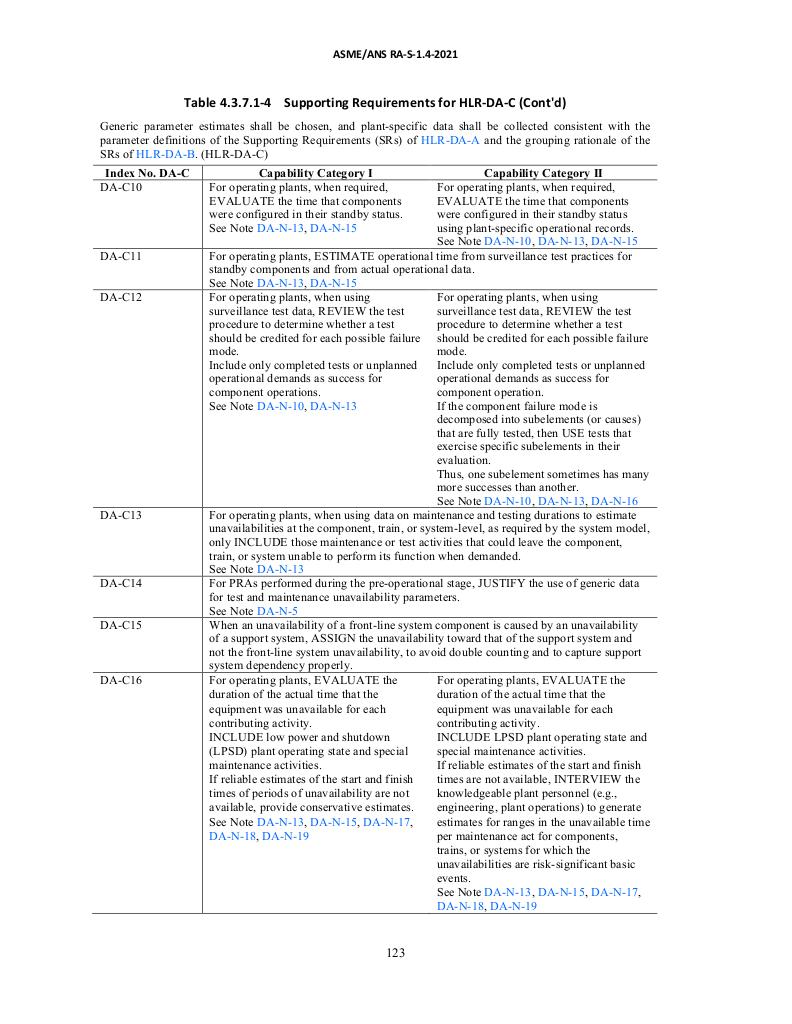 ASME/ANS RA-S-1.4-2021
Table 4.3.7.1-4 Supporting Requirements for HLR-DA-C (Cont'd)
Generic parameter estimates shall be chosen, and plant-specific data shall be collected consistent with the
parameter definitions of the Supporting Requirements (SRs) of HLR-DA-A and the grouping rationale of the
SRs of HLR-DA-B. (HLR-DA-C)
Index No. DA-C Capability Category I Capability Category II
DA-C10
For operating plants, when required,
EVALUATE the time that components
were configured in their standby status.
See Note DA-N-13, DA-N-15
For operating plants, when required,
EVALUATE the time that components
were configured in their standby status
using plant-specific operational records.
See Note DA-N-10, DA-N-13, DA-N-15
DA-C11
For operating plants, ESTIMATE operational time from surveillance test practices for
standby components and from actual operational data.
See Note DA-N-13, DA-N-15
DA-C12
For operating plants, when using
surveillance test data, REVIEW the test
procedure to determine whether a test
should be credited for each possible failure
mode.
Include only completed tests or unplanned
operational demands as success for
component operations.
See Note DA-N-10, DA-N-13
For operating plants, when using
surveillance test data, REVIEW the test
procedure to determine whether a test
should be credited for each possible failure
mode.
Include only completed tests or unplanned
operational demands as success for
component operation.
If the component failure mode is
decomposed into subelements (or causes)
that are fully tested, then USE tests that
exercise specific subelements in their
evaluation.
Thus, one subelement sometimes has many
more successes than another.
See Note DA-N-10, DA-N-13, DA-N-16
DA-C13
For operating plants, when using data on maintenance and testing durations to estimate
unavailabilities at the component, train, or system-level, as required by the system model,
only INCLUDE those maintenance or test activities that could leave the component,
train, or system unable to perform its function when demanded.
See Note DA-N-13
DA-C14
For PRAs performed during the pre-operational stage, JUSTIFY the use of generic data
for test and maintenance unavailability parameters.
See Note DA-N-5
DA-C15
When an unavailability of a front-line system component is caused by an unavailability
of a support system, ASSIGN the unavailability toward that of the support system and
not the front-line system unavailability, to avoid double counting and to capture support
system dependency properly.
DA-C16
For operating plants, EVALUATE the
duration of the actual time that the
equipment was unavailable for each
contributing activity.
INCLUDE low power and shutdown
(LPSD) plant operating state and special
maintenance activities.
If reliable estimates of the start and finish
times of periods of unavailability are not
available, provide conservative estimates.
See Note DA-N-13, DA-N-15, DA-N-17,
DA-N-18, DA-N-19
For operating plants, EVALUATE the
duration of the actual time that the
equipment was unavailable for each
contributing activity.
INCLUDE LPSD plant operating state and
special maintenance activities.
If reliable estimates of the start and finish
times are not available, INTERVIEW the
knowledgeable plant personnel (e.g.,
engineering, plant operations) to generate
estimates for ranges in the unavailable time
per maintenance act for components,
trains, or systems for which the
unavailabilities are risk-significant basic
events.
See Note DA-N-13, DA-N-15, DA-N-17,
DA-N-18, DA-N-19
123